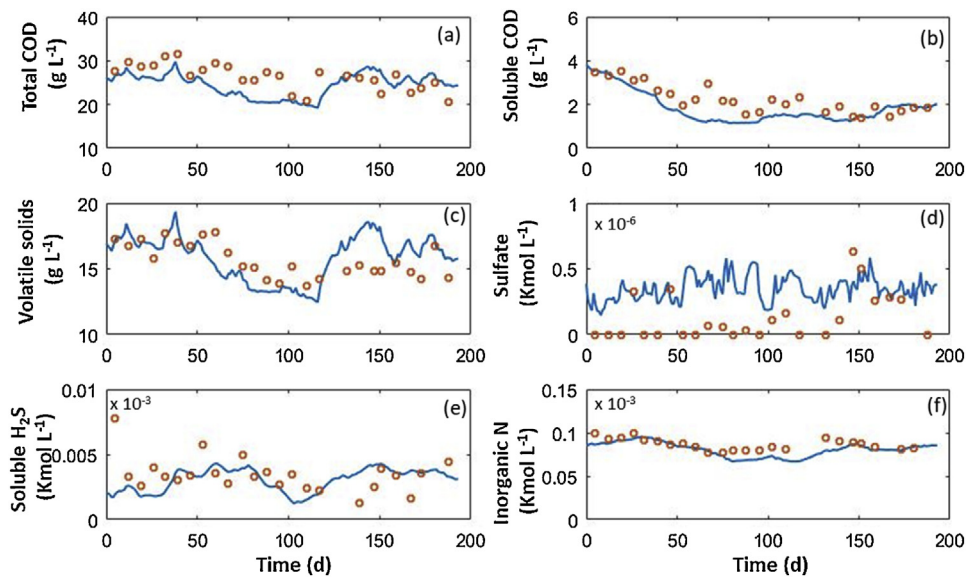 Total COD
(g L-1)
40
30
20
10
0
50
100
150
200
(a)
Soluble COD
(g L-1)
6
4
2
0
0
50
100
150
200
(b)
Volatile solids
(g L-1)
20
15
10
0
50
100
150
200
(c)
Sulfate
(Kmol L-1)
1
0.5
0
x 10-6
0
50
100
150
200
(d)
Soluble H2S
(Kmol L-1)
0.01
0.005
0
x 10-3
0
50
100
150
200
(e)
Time (d)
Inorganic N
(Kmol L-1)
0.15
0.1
0.05
0
x 10-3
0
50
100
150
200
(f)
Time (d)